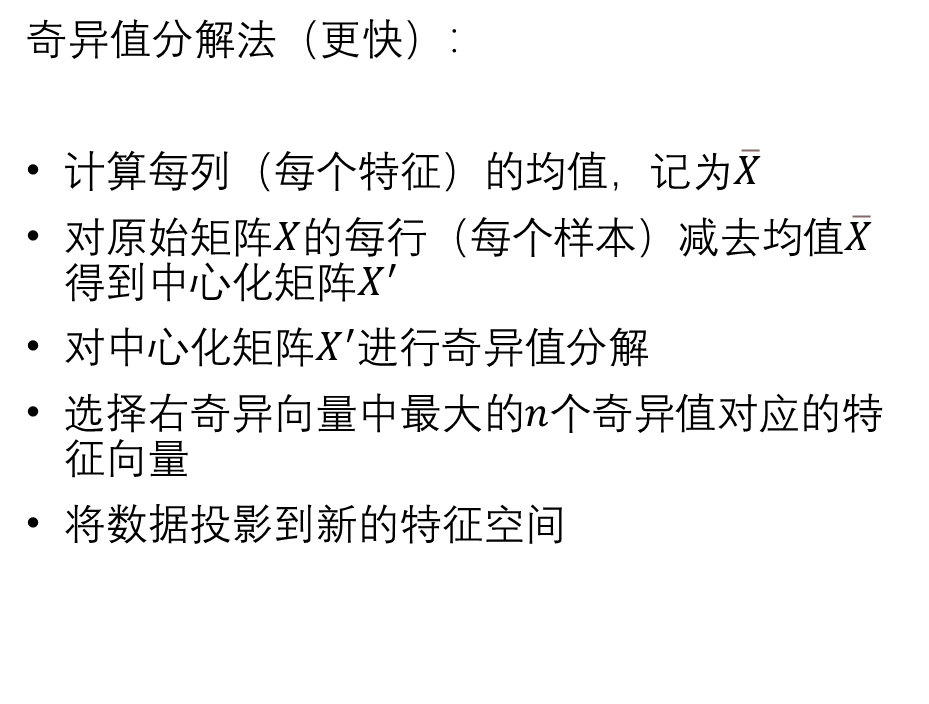 奇异值分解法（更快）:
• 计算每列（每个特征）的均值，记为X̄
• 对原始矩阵X的每行（每个样本）减去均值X̄
得到中心化矩阵X′
• 对中心化矩阵X′进行奇异值分解
• 选择右奇异向量中最大的n个奇异值对应的特
征向量
• 将数据投影到新的特征空间